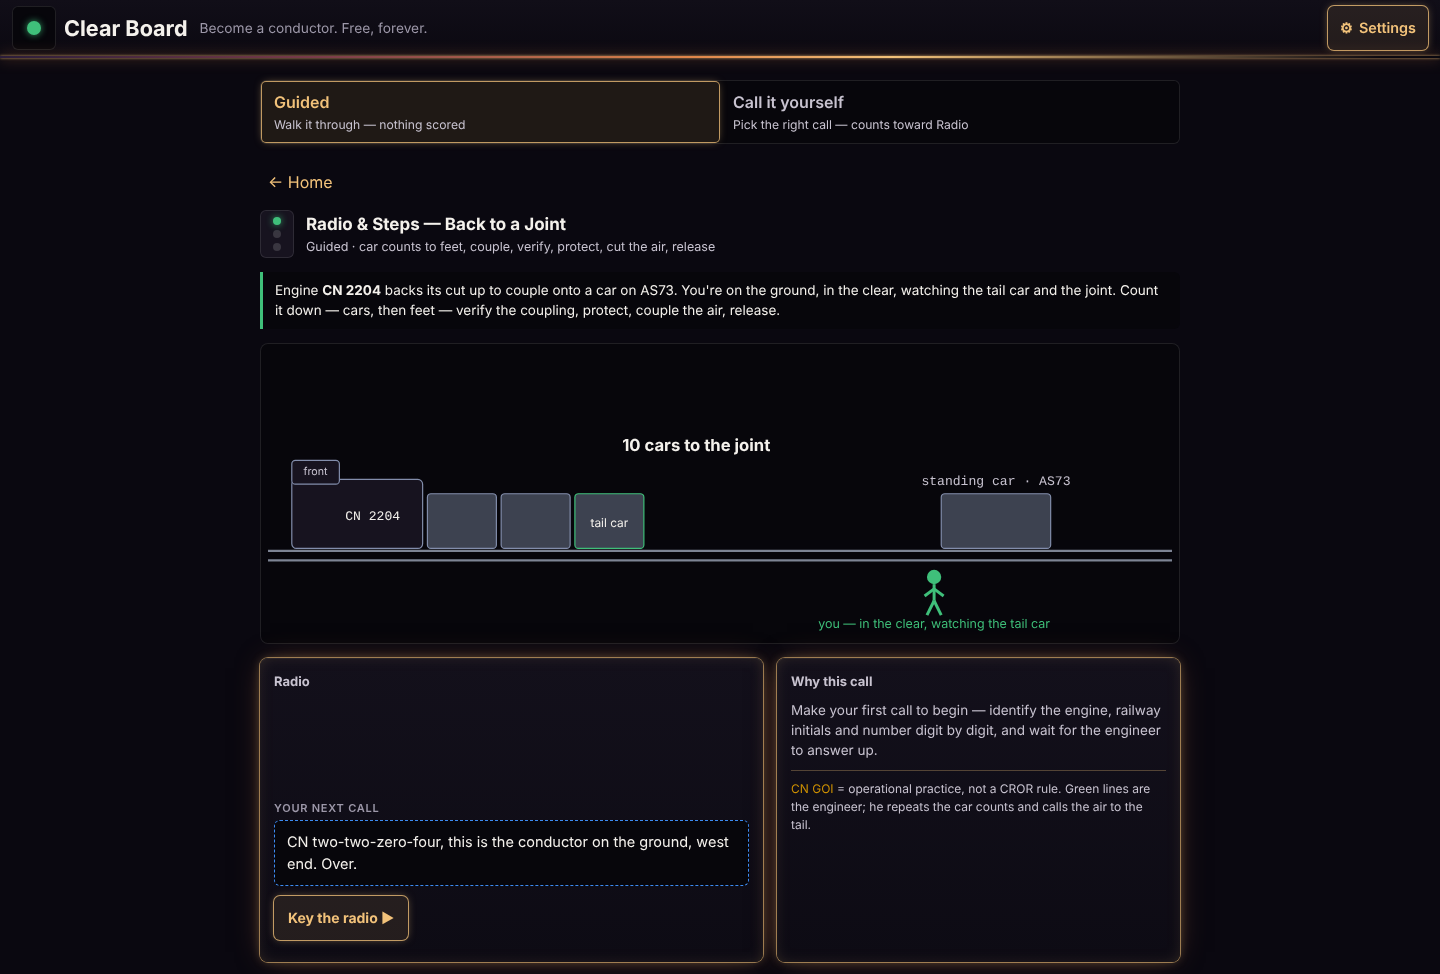 Clear Board
Become a conductor. Free, forever.
⚙ Settings
Guided
Walk it through — nothing scored
Call it yourself
Pick the right call — counts toward Radio
← Home
Radio & Steps — Back to a Joint
Guided · car counts to feet, couple, verify, protect, cut the air, release
Engine CN 2204 backs its cut up to couple onto a car on AS73. You're on the ground, in the clear, watching the tail car and the joint. Count
it down — cars, then feet — verify the coupling, protect, couple the air, release.
10 cars to the joint
front
CN 2204
tail car
standing car · AS73
you — in the clear, watching the tail car
Radio
YOUR NEXT CALL
CN two-two-zero-four, this is the conductor on the ground, west
end. Over.
Key the radio ▶
Why this call
Make your first call to begin — identify the engine, railway
initials and number digit by digit, and wait for the engineer
to answer up.
CN GOI = operational practice, not a CROR rule. Green lines are
the engineer; he repeats the car counts and calls the air to the
tail.